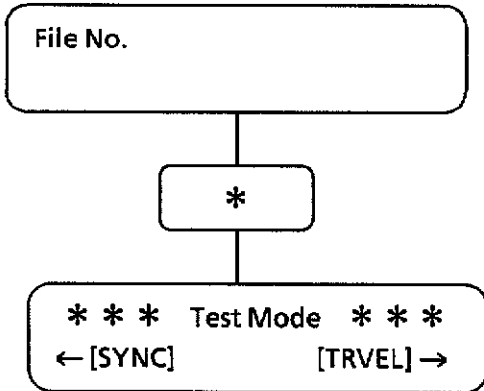 File No.
*
* * * Test Mode * * *
←[SYNC] [TRVEL]→